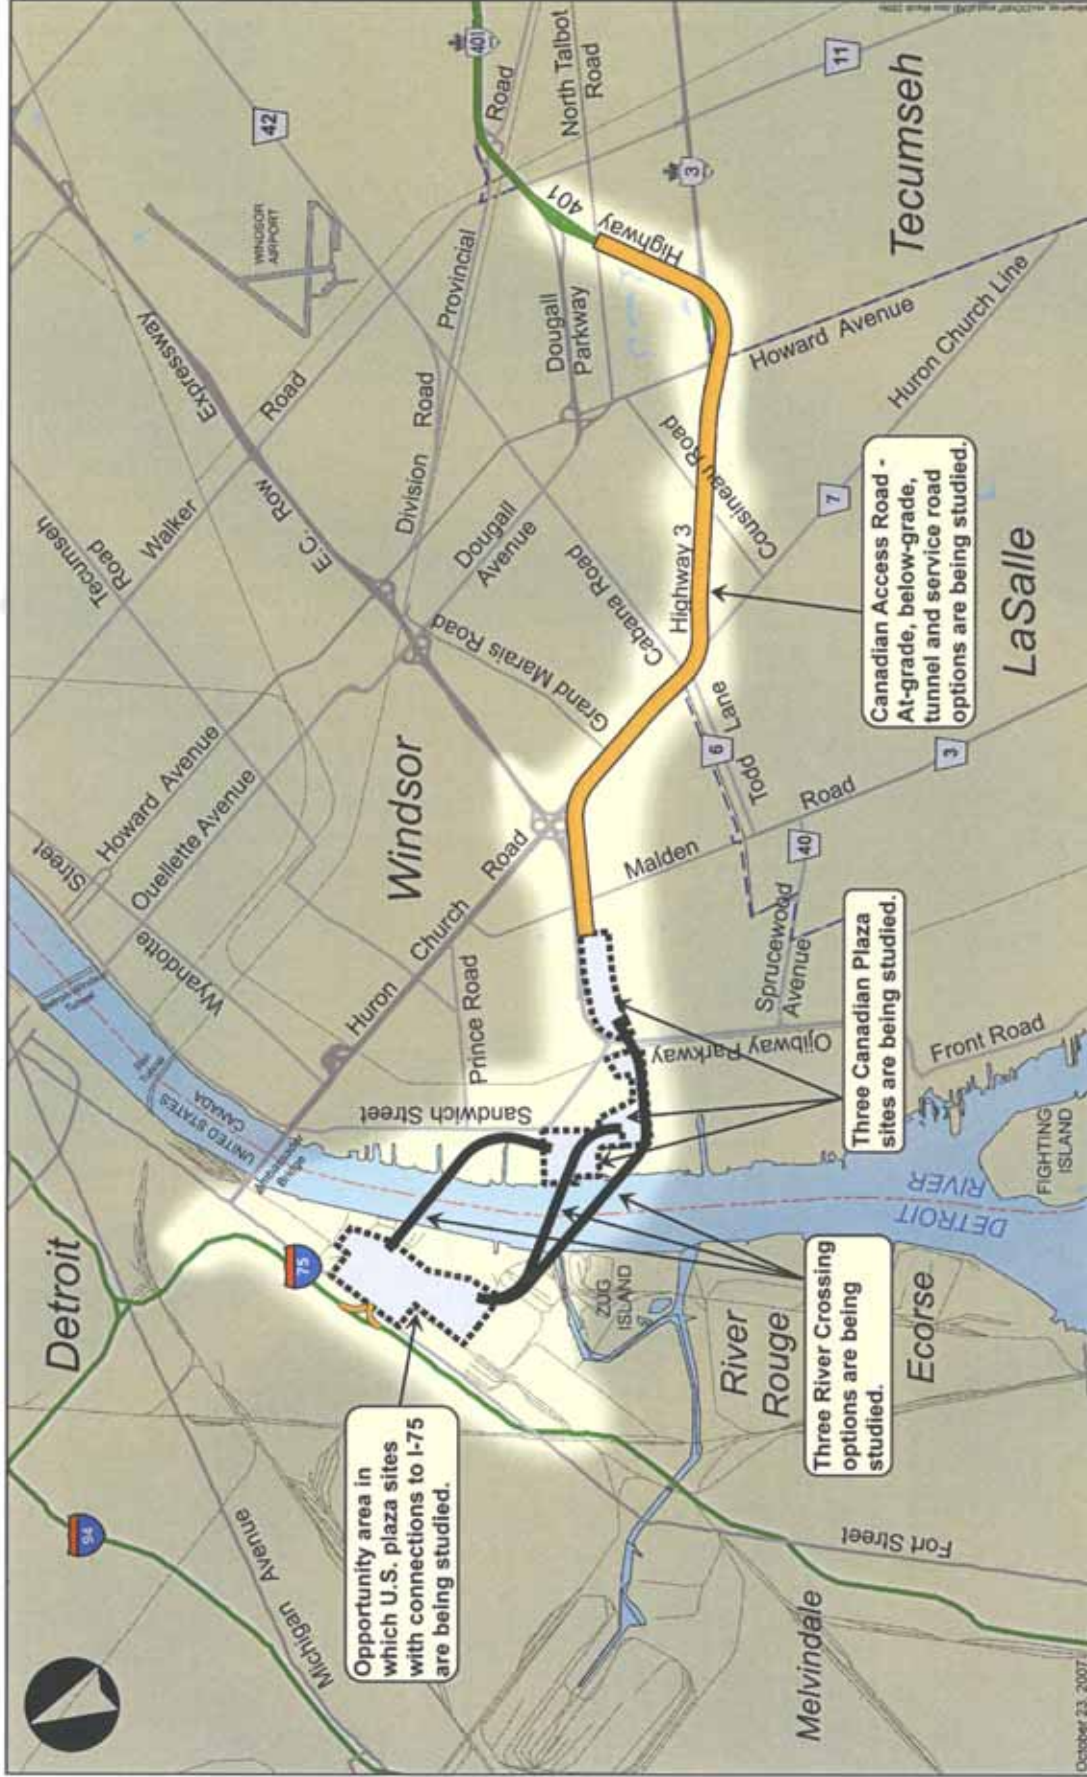 Detroit
94
Michigan
Avenue
75
Opportunity area in
which U.S. plaza sites
with connections to I-75
are being studied.
Melvindale
Fort Street
River
Rouge
Ecorse
ZUG
ISLAND
Three River Crossing
options are being
studied.
DETROIT
RIVER
FIGHTING
ISLAND
UNITED STATES
CANADA
Ambassador
Bridge
Sandwich Street
Prince Road
Huron
Church
Road
Wyandotte
Street
Ouellette Avenue
Howard Avenue
Windsor
Tecumseh
Road
Walker
Road
E.C.
Row
Expressway
WINDSOR
AIRPORT
42
Division
Road
Provincial
Road
Dougall
Avenue
Dougall
Parkway
Grand Marais Road
Cabana Road
Cousineau Road
Highway 3
Highway
401
401
North Talbot
Road
3
11
Tecumseh
Howard Avenue
Huron Church Line
7
Canadian Access Road -
At-grade, below-grade,
tunnel and service road
options are being studied.
LaSalle
6
Todd
Lane
Malden
Road
3
40
Sprucewood
Avenue
Ojibway Parkway
Front Road
Three Canadian Plaza
sites are being studied.
October 23, 2007